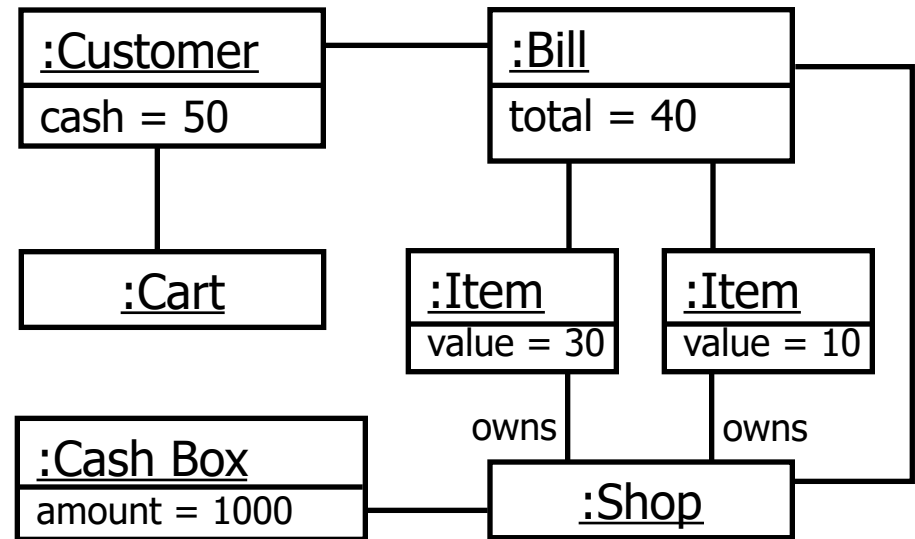 :Customer
cash = 50
:Bill
total = 40
:Cart
:Item
value = 30
:Item
value = 10
owns
owns
:Cash Box
amount = 1000
:Shop